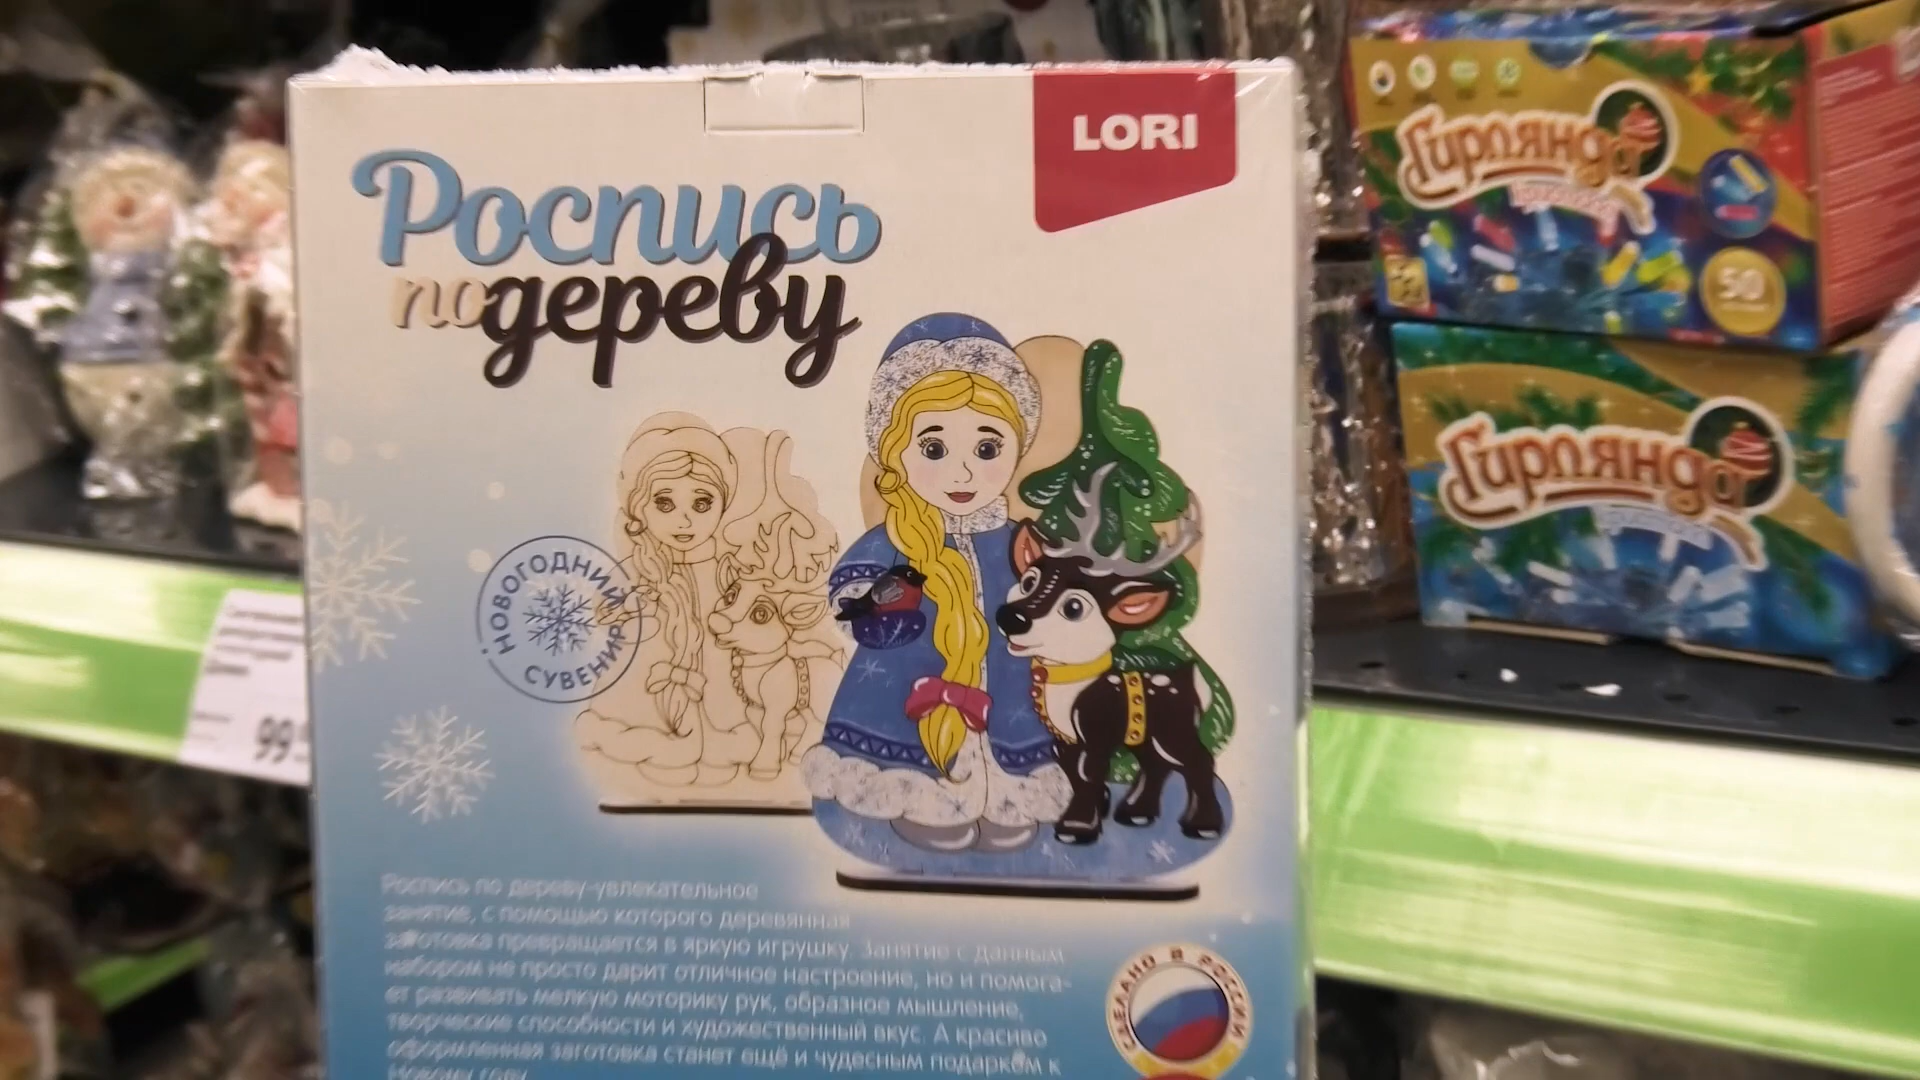 LORI
Роспись
по дереву
НОВОГОДНИЙ
СУВЕНИР
Роспись по дереву-увлекательное
занятие, с помощью которого деревянная
заготовка превращается в яркую игрушку. Занятие с данным
набором не просто дарит отличное настроение, но и помога-
ет развивать мелкую моторику рук, образное мышление,
творческие способности и художественный вкус. А красиво
оформленная заготовка станет ещё и чудесным подарком к
Новому году
СДЕЛАНО В РОССИИ
Гирлянда
50
Гирлянда
99